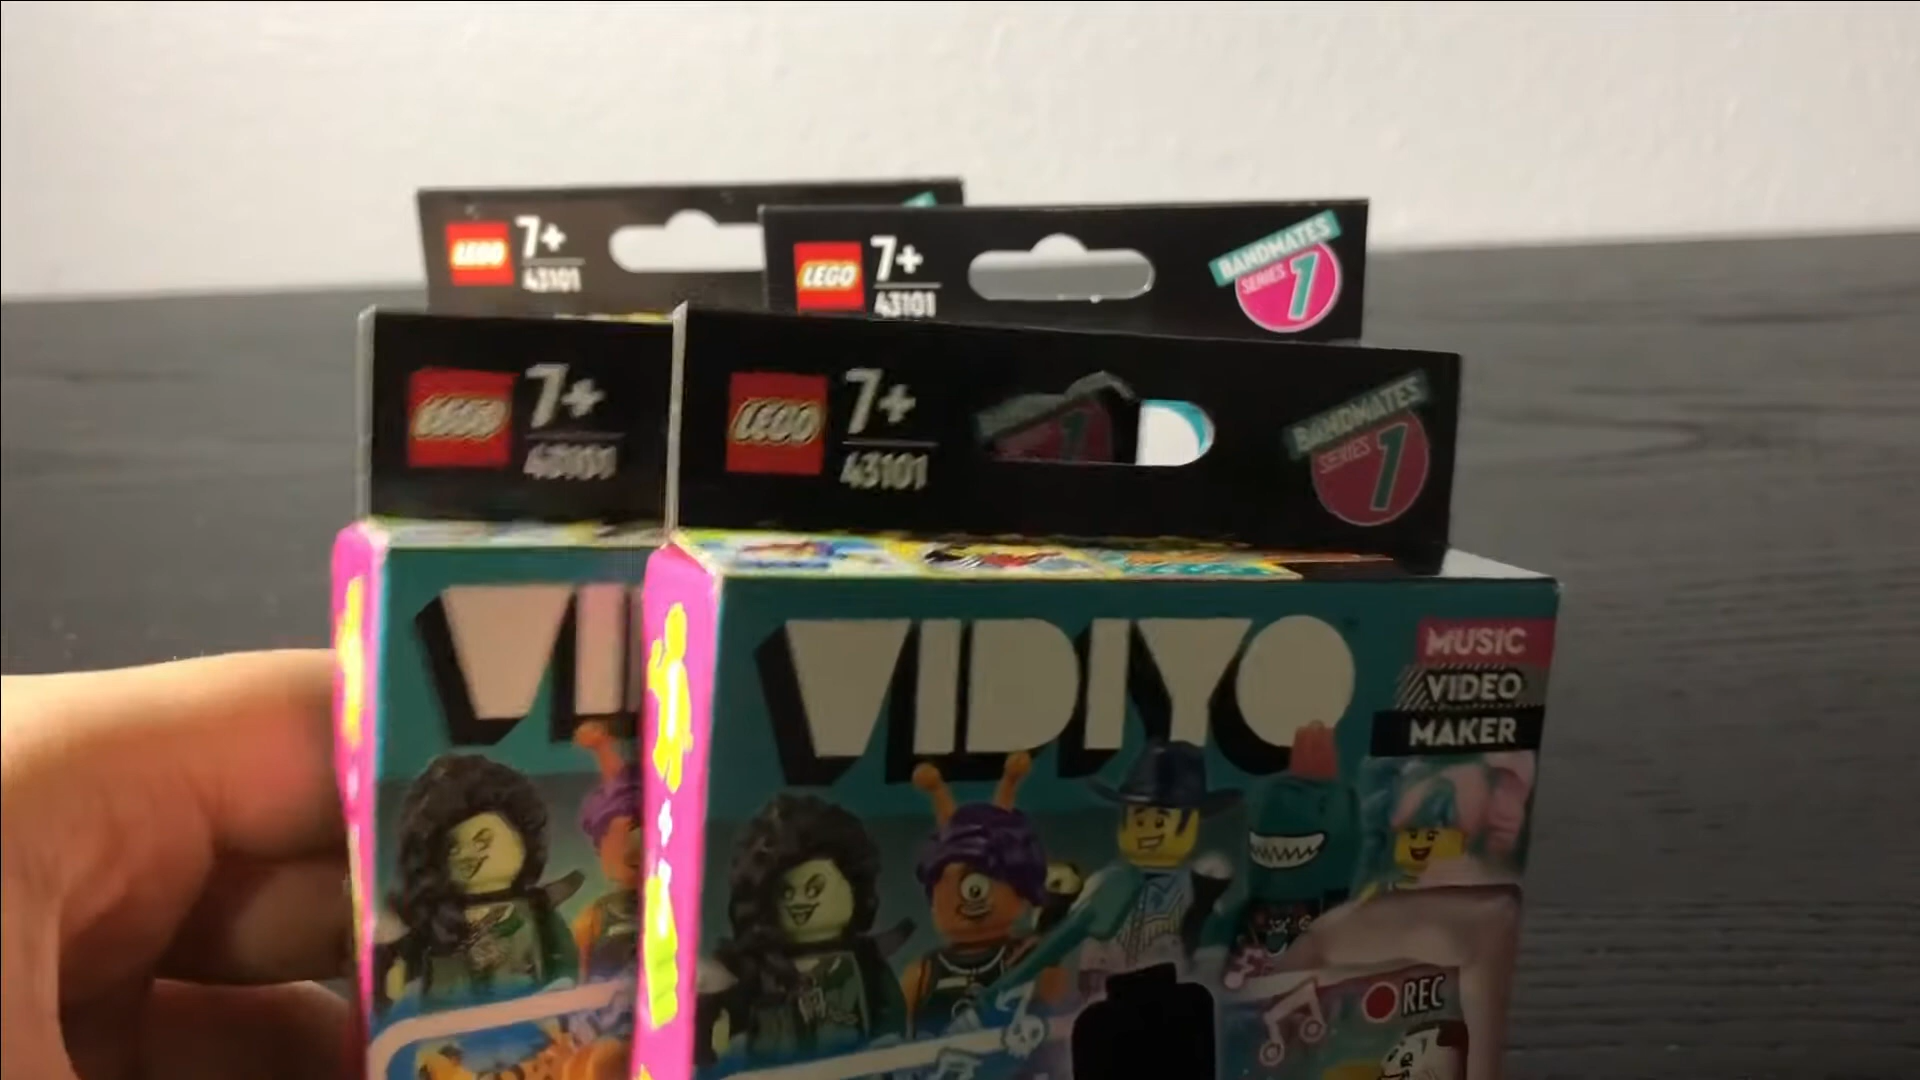 LEGO
7+
43101
LEGO
7+
43101
BANDMATES
SERIES 1
LEGO
7+
43101
LEGO
7+
43101
BANDMATES
SERIES 1
VI
VIDIYO
MUSIC
VIDEO
MAKER
REC